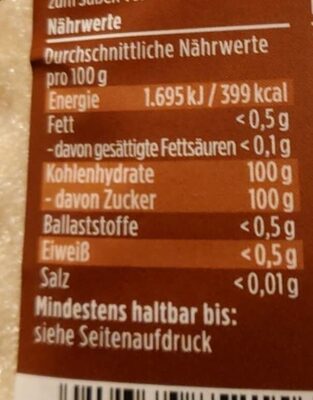 Nährwerte
Durchschnittliche Nährwerte
pro 100 g
Energie 1.695 kJ / 399 kcal
Fett <0,5 g
-davon gesättigte Fettsäuren <0,1 g
Kohlenhydrate 100 g
- davon Zucker 100 g
Ballaststoffe <0,5 g
Eiweiß <0,5 g
Salz <0,01 g
Mindestens haltbar bis:
siehe Seitenaufdruck